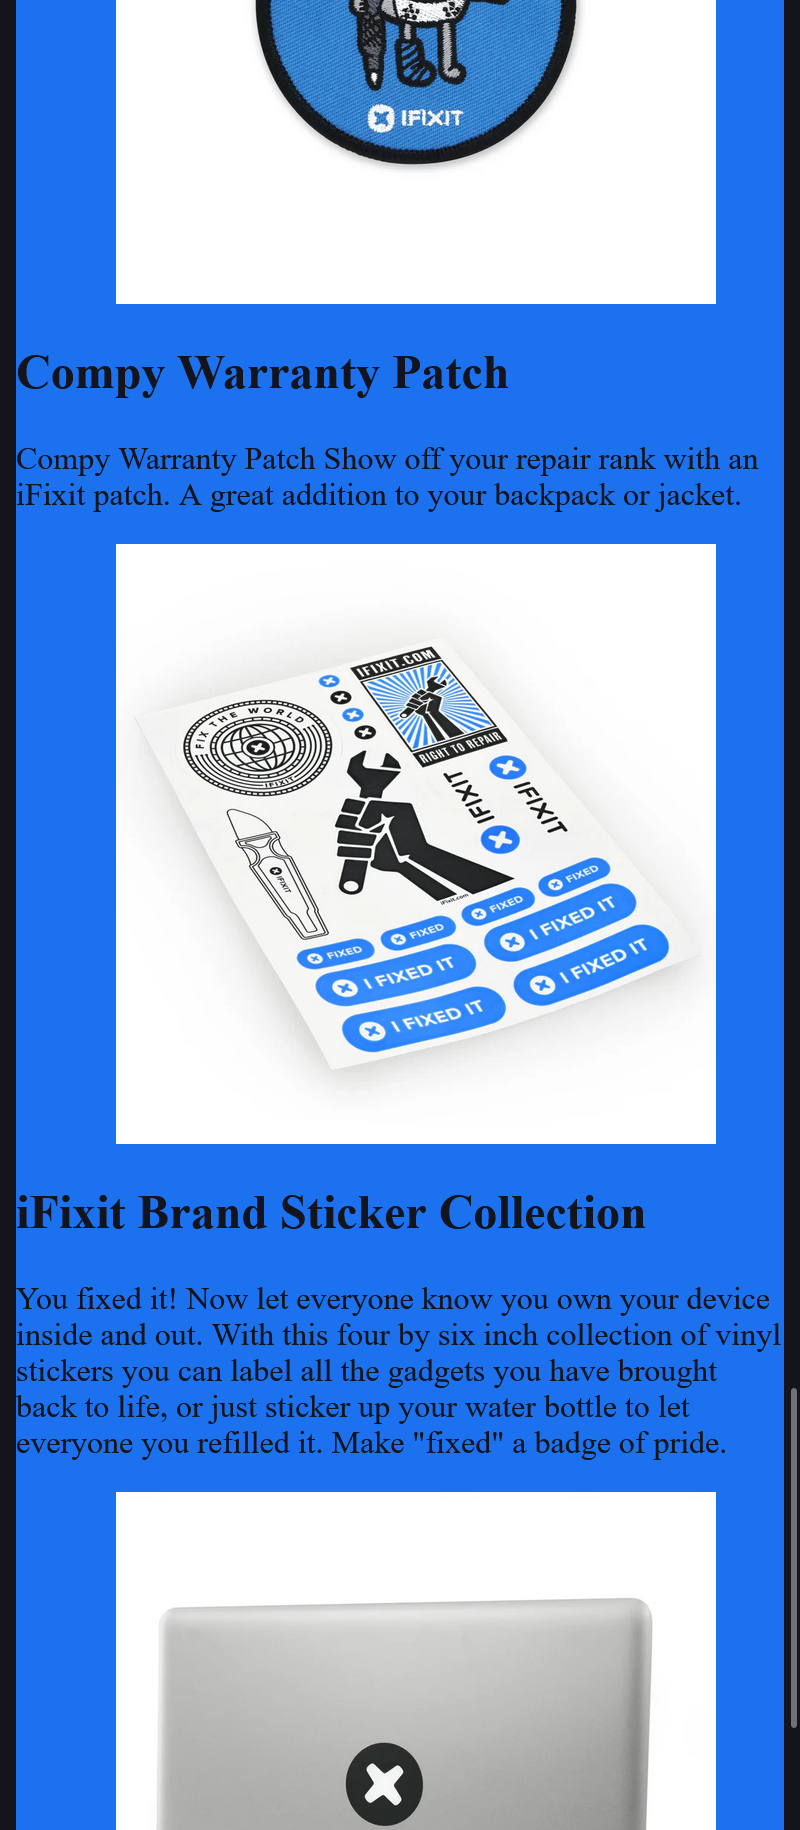 IFIXIT
Compy Warranty Patch
Compy Warranty Patch Show off your repair rank with an
iFixit patch. A great addition to your backpack or jacket.
IFIXIT.COM
FIX THE WORLD
IFIXIT
RIGHT TO REPAIR
IFIXIT
IFIXIT
IFIXIT
iFixit.com
FIXED
FIXED
FIXED
FIXED
I FIXED IT
I FIXED IT
I FIXED IT
I FIXED IT
iFixit Brand Sticker Collection
You fixed it! Now let everyone know you own your device
inside and out. With this four by six inch collection of vinyl
stickers you can label all the gadgets you have brought
back to life, or just sticker up your water bottle to let
everyone you refilled it. Make "fixed" a badge of pride.